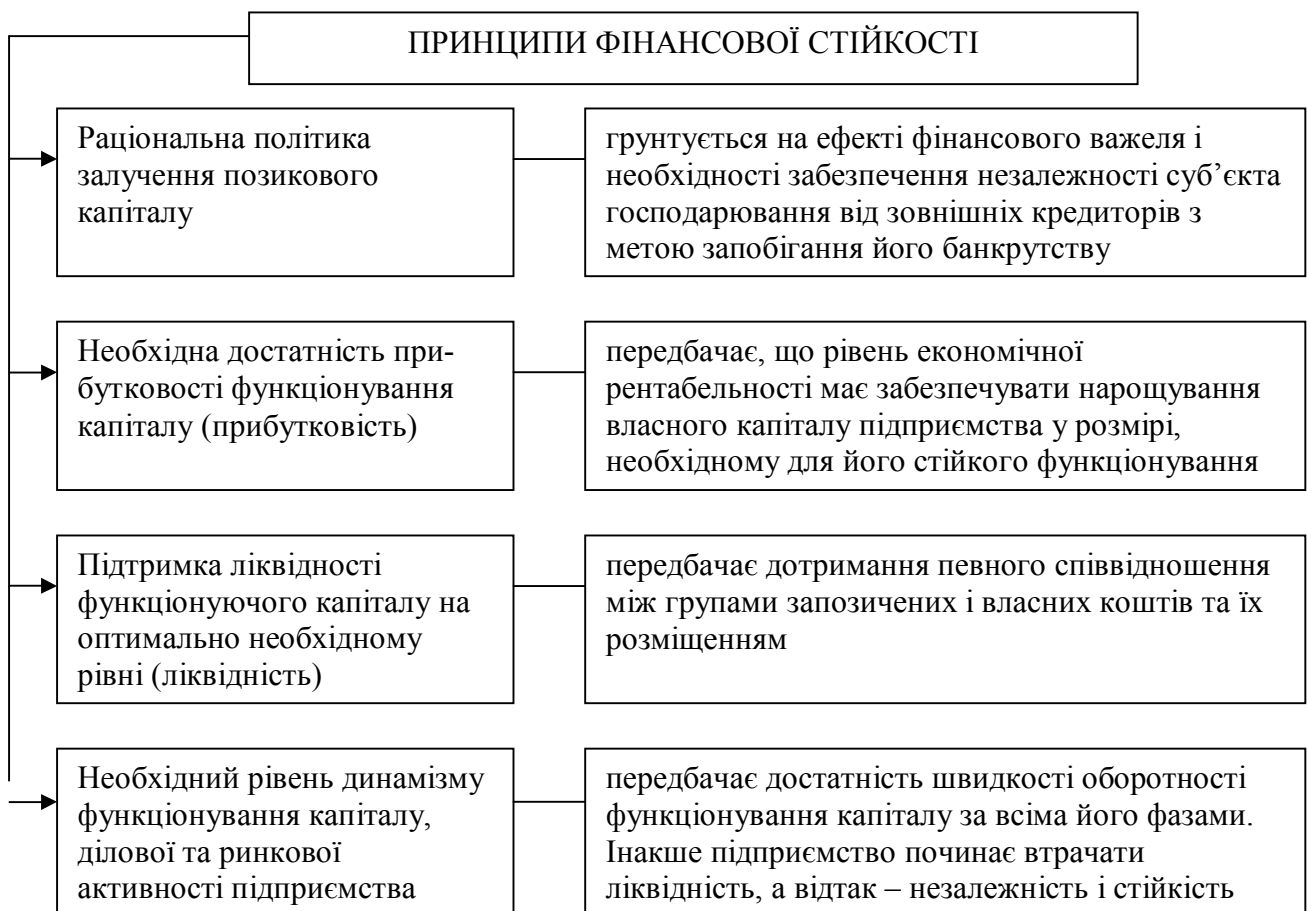 ПРИНЦИПИ ФІНАНСОВОЇ СТІЙКОСТІ
Раціональна політика
залучення позикового
капіталу
грунтується на ефекті фінансового важеля і
необхідності забезпечення незалежності суб’єкта
господарювання від зовнішніх кредиторів з
метою запобігання його банкрутству
Необхідна достатність при-
бутковості функціонування
капіталу (прибутковість)
передбачає, що рівень економічної
рентабельності має забезпечувати нарощування
власного капіталу підприємства у розмірі,
необхідному для його стійкого функціонування
Підтримка ліквідності
функціонуючого капіталу на
оптимально необхідному
рівні (ліквідність)
передбачає дотримання певного співвідношення
між групами запозичених і власних коштів та їх
розміщенням
Необхідний рівень динамізму
функціонування капіталу,
ділової та ринкової
активності підприємства
передбачає достатність швидкості оборотності
функціонування капіталу за всіма його фазами.
Інакше підприємство починає втрачати
ліквідність, а відтак – незалежність і стійкість